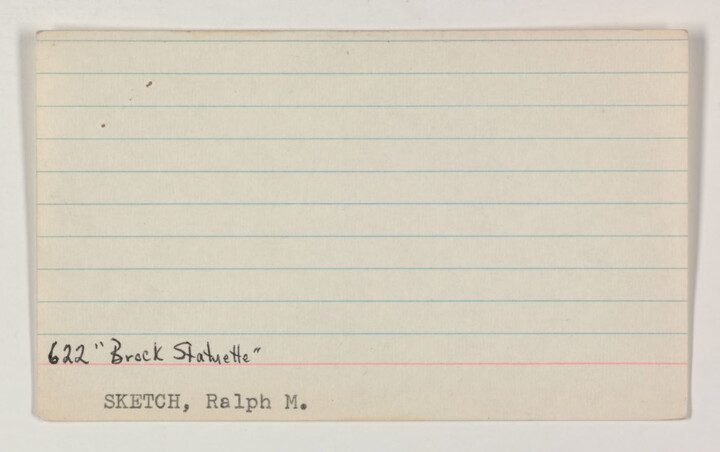 622 "Brock Statuette"
SKETCH, Ralph M.